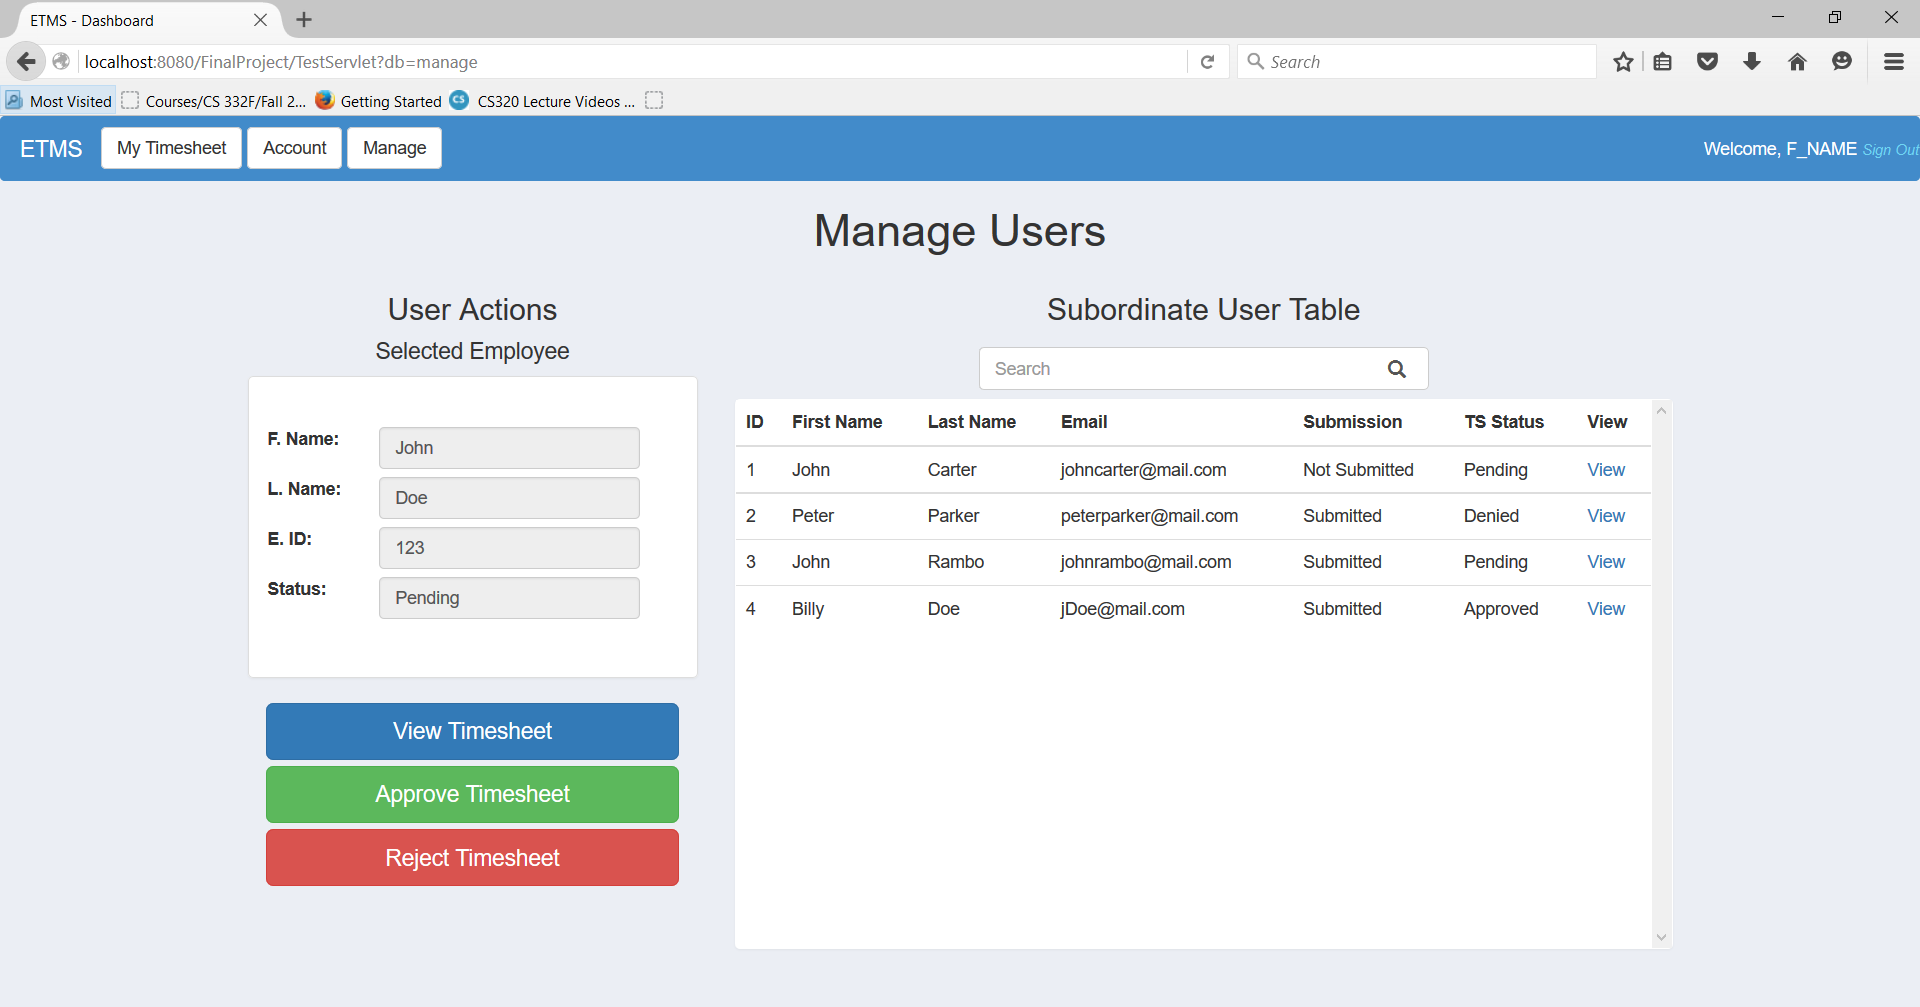 ETMS - Dashboard
localhost:8080/FinalProject/TestServlet?db=manage
Search
Most Visited Courses/CS 332F/Fall 2... Getting Started CS CS320 Lecture Videos ...
ETMS My Timesheet Account Manage Welcome, F_NAME Sign Out
Manage Users
User Actions
Selected Employee
F. Name: John
L. Name: Doe
E. ID: 123
Status: Pending
View Timesheet
Approve Timesheet
Reject Timesheet
Subordinate User Table
Search
ID First Name Last Name Email Submission TS Status View
1 John Carter johncarter@mail.com Not Submitted Pending View
2 Peter Parker peterparker@mail.com Submitted Denied View
3 John Rambo johnrambo@mail.com Submitted Pending View
4 Billy Doe jDoe@mail.com Submitted Approved View